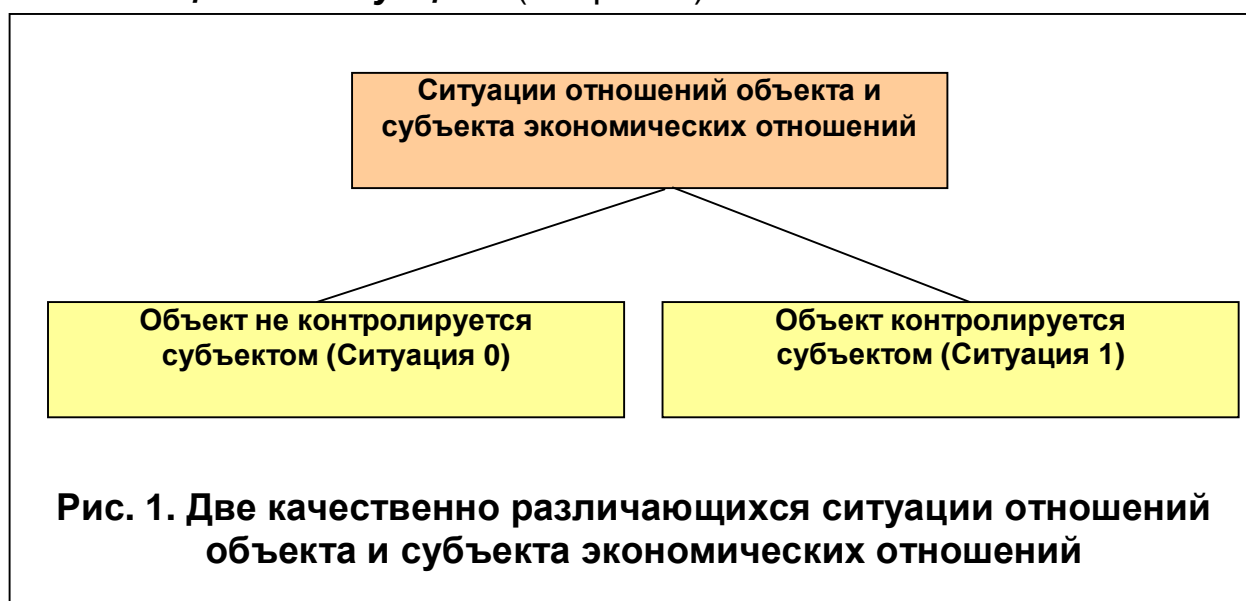 Ситуации отношений объекта и
субъекта экономических отношений
Объект не контролируется
субъектом (Ситуация 0)
Объект контролируется
субъектом (Ситуация 1)
Рис. 1. Две качественно различающихся ситуации отношений
объекта и субъекта экономических отношений